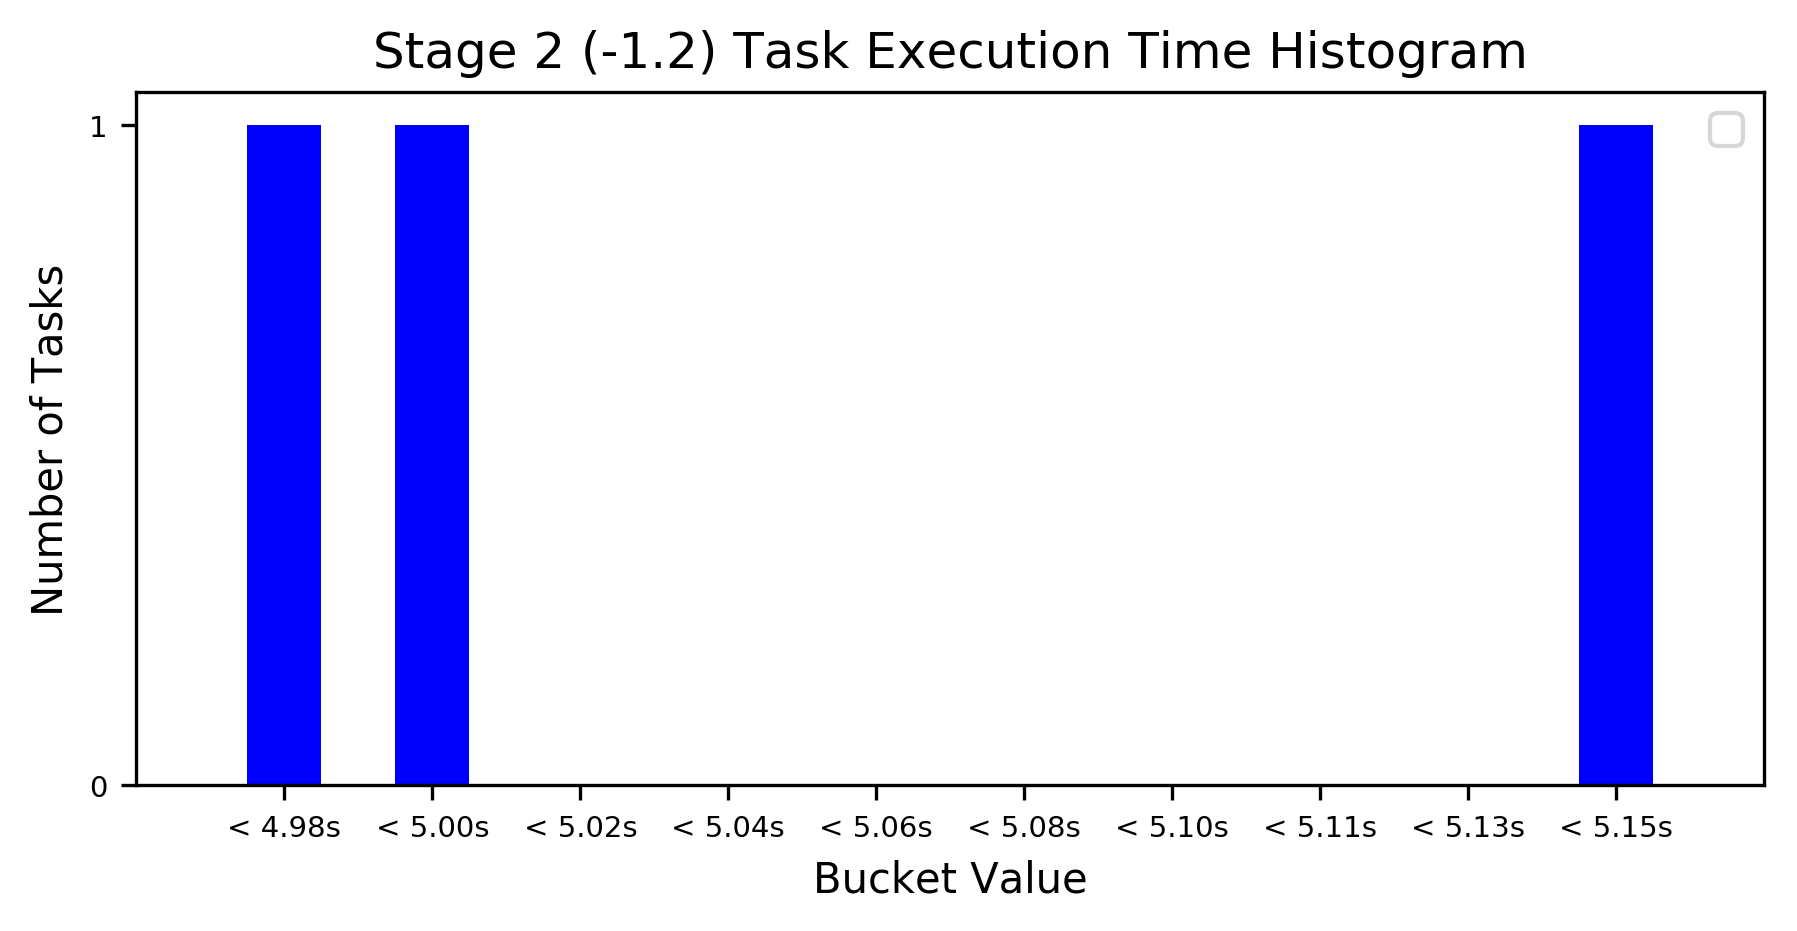 Stage 2 (-1.2) Task Execution Time Histogram
Number of Tasks
1
0
< 4.98s < 5.00s < 5.02s < 5.04s < 5.06s < 5.08s < 5.10s < 5.11s < 5.13s < 5.15s
Bucket Value